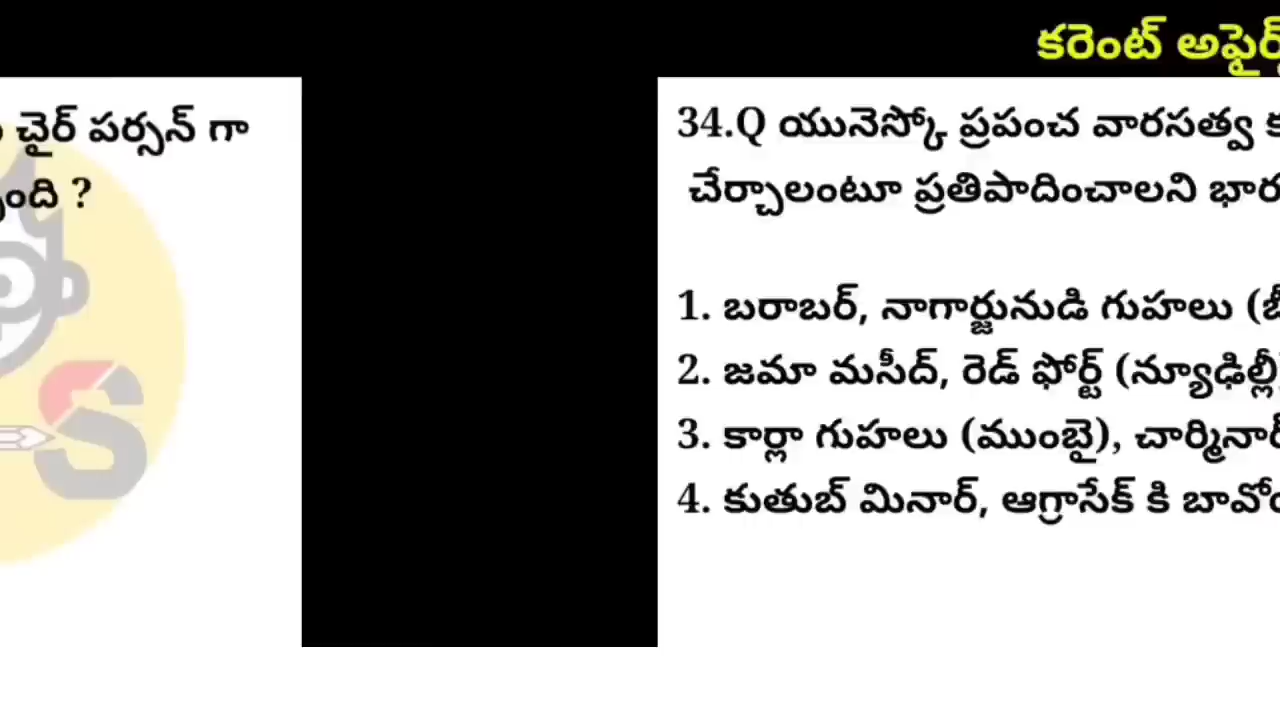 కరెంట్ అఫైర్స్
చైర్ పర్సన్ గా
?
34.Q యునెస్కో ప్రపంచ వారసత్వ
చేర్చాలంటూ ప్రతిపాదించాలని
1. బరాబర్, నాగార్జునుడి గుహలు
2. జమా మసీద్, రెడ్ ఫోర్ట్ (న్యూఢిల్లీ)
3. కార్లా గుహలు (ముంబై), చార్మినార్
4. కుతుబ్ మినార్, ఆగ్రాసేక్ కి
S